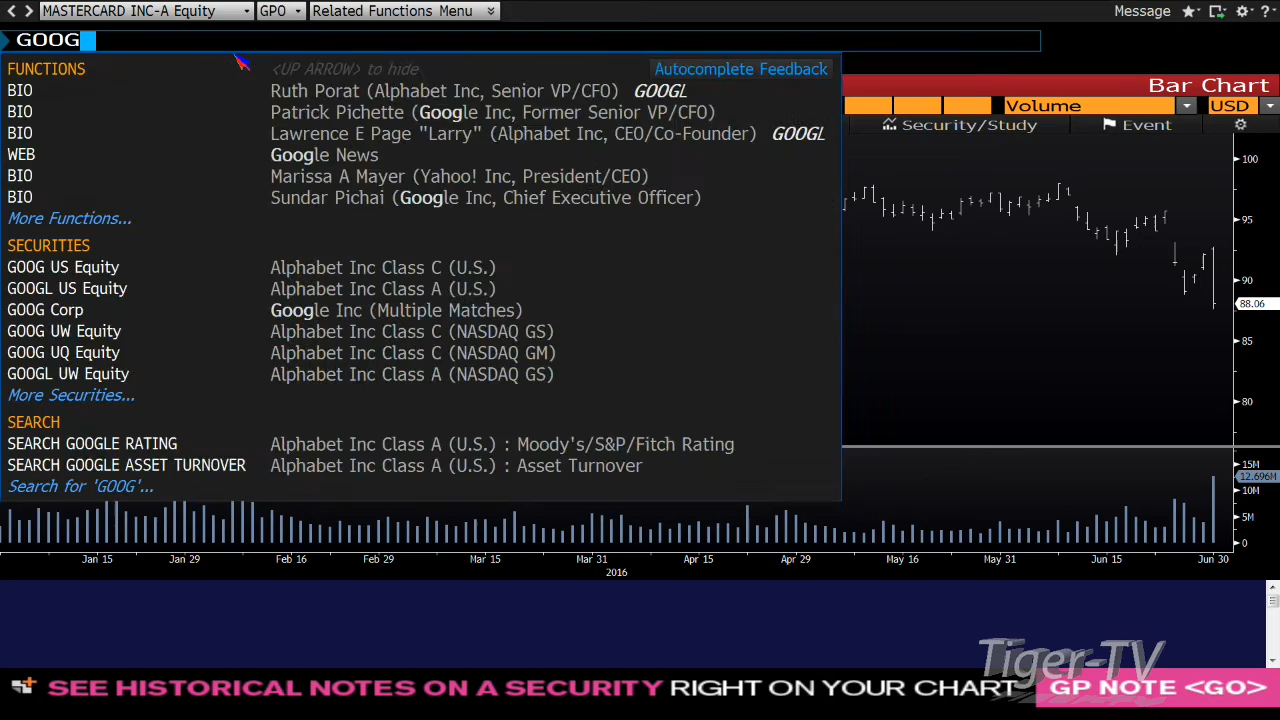 MASTERCARD INC-A Equity GPO Related Functions Menu Message
GOOG
FUNCTIONS <UP ARROW> to hide Autocomplete Feedback
BIO Ruth Porat (Alphabet Inc, Senior VP/CFO) GOOGL
BIO Patrick Pichette (Google Inc, Former Senior VP/CFO)
BIO Lawrence E Page "Larry" (Alphabet Inc, CEO/Co-Founder) GOOGL
WEB Google News
BIO Marissa A Mayer (Yahoo! Inc, President/CEO)
BIO Sundar Pichai (Google Inc, Chief Executive Officer)
More Functions...
SECURITIES
GOOG US Equity Alphabet Inc Class C (U.S.)
GOOGL US Equity Alphabet Inc Class A (U.S.)
GOOG Corp Google Inc (Multiple Matches)
GOOG UW Equity Alphabet Inc Class C (NASDAQ GS)
GOOG UQ Equity Alphabet Inc Class C (NASDAQ GM)
GOOGL UW Equity Alphabet Inc Class A (NASDAQ GS)
More Securities...
SEARCH
SEARCH GOOGLE RATING Alphabet Inc Class A (U.S.) : Moody's/S&P/Fitch Rating
SEARCH GOOGLE ASSET TURNOVER Alphabet Inc Class A (U.S.) : Asset Turnover
Search for 'GOOG'...
Bar Chart
Volume USD
Security/Study Event
100
95
90
88.06
85
80
15M
12.696M
10M
5M
0
Jan 15 Jan 29 Feb 16 Feb 29 Mar 15 Mar 31 Apr 15 Apr 29 May 16 May 31 Jun 15 Jun 30
2016
Tiger-TV
SEE HISTORICAL NOTES ON A SECURITY RIGHT ON YOUR CHART GP NOTE <GO>